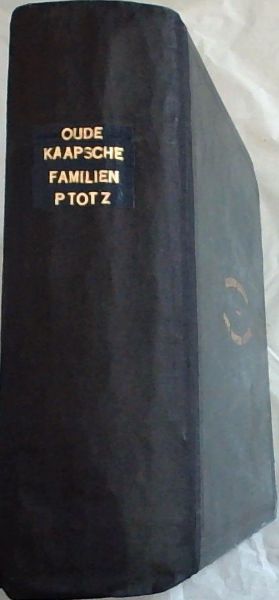 OUDE
KAAPSCHE
FAMILIEN
P TOT Z